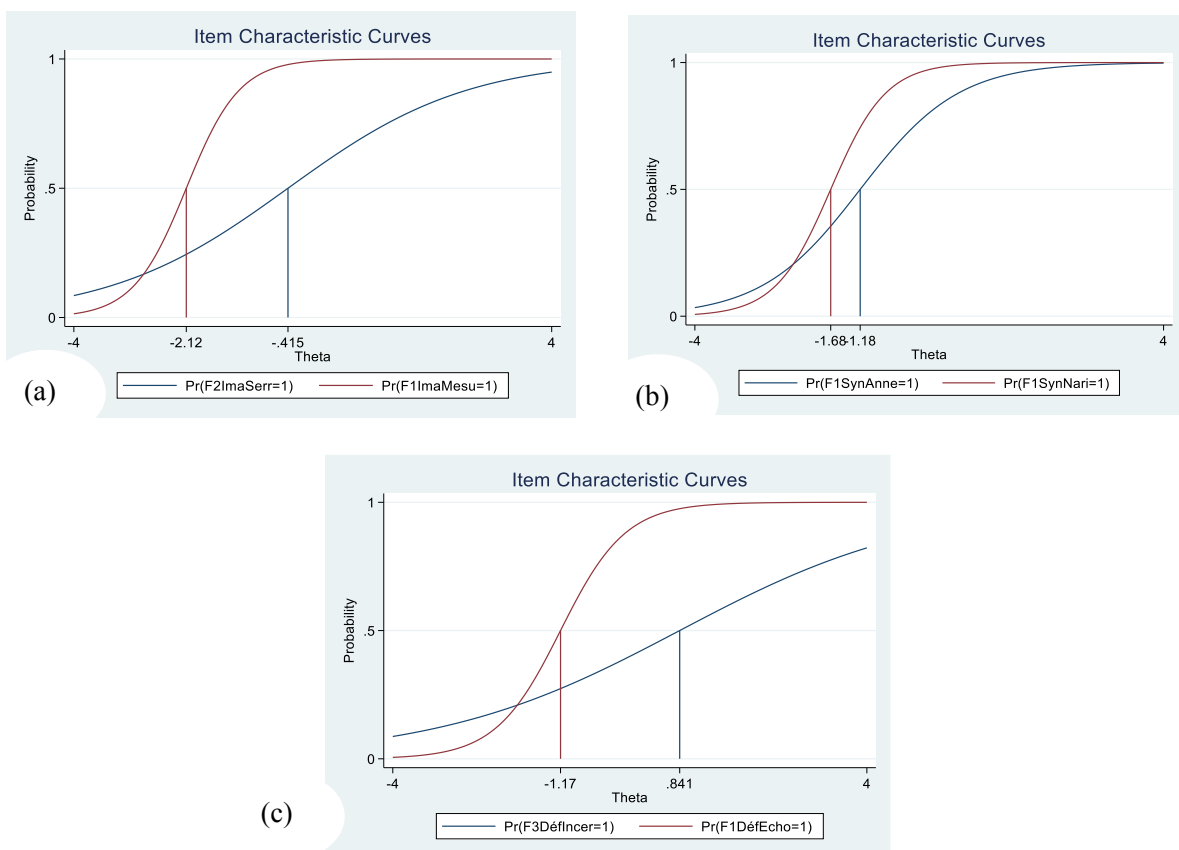 Item Characteristic Curves
Probability
1
.5
0
-4 -2.12 -.415 4
Theta
Pr(F2ImaSerr=1) Pr(F1ImaMesu=1)
(a)
Item Characteristic Curves
Probability
1
.5
0
-4 -1.68 -1.18 4
Theta
Pr(F1SynAnne=1) Pr(F1SynNari=1)
(b)
Item Characteristic Curves
Probability
1
.5
0
-4 -1.17 .841 4
Theta
Pr(F3DéfIncer=1) Pr(F1DéfEcho=1)
(c)